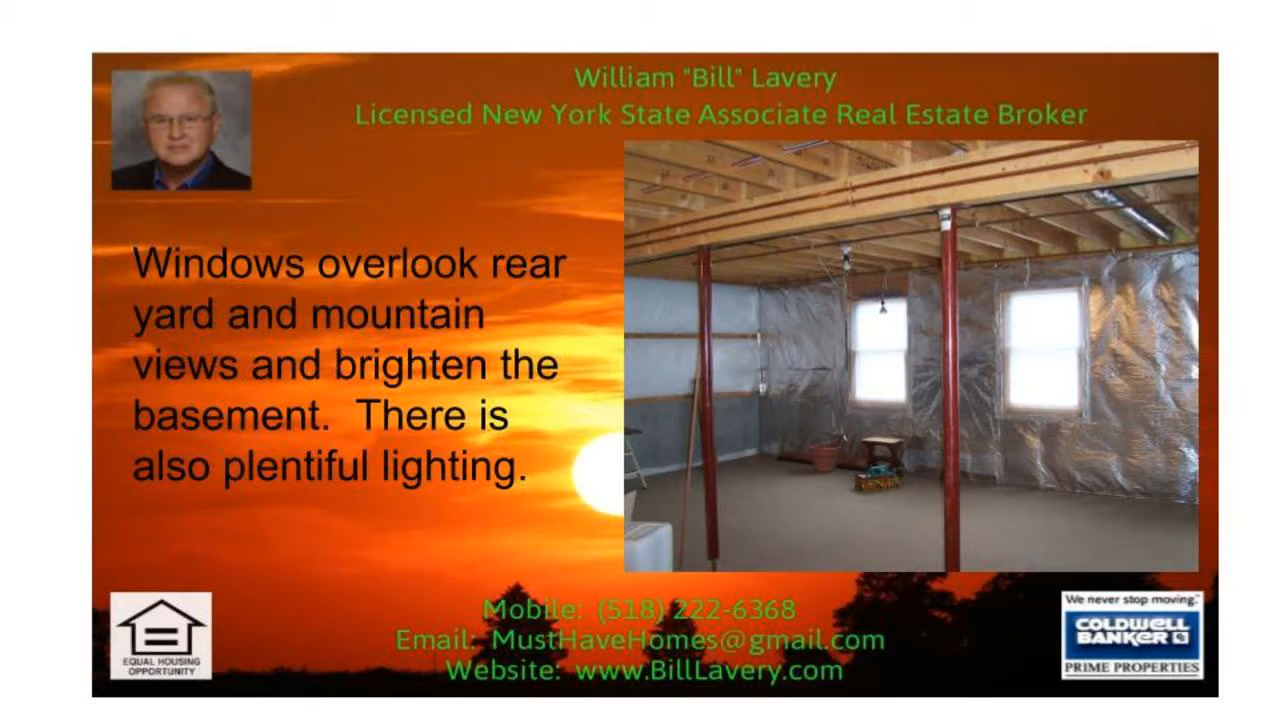 William "Bill" Lavery
Licensed New York State Associate Real Estate Broker
Windows overlook rear
yard and mountain
views and brighten the
basement.  There is
also plentiful lighting.
Mobile:  (518) 222-6368
Email:  MustHaveHomes@gmail.com
Website:  www.BillLavery.com
EQUAL HOUSING
OPPORTUNITY
We never stop moving.™
COLDWELL
BANKER
PRIME PROPERTIES